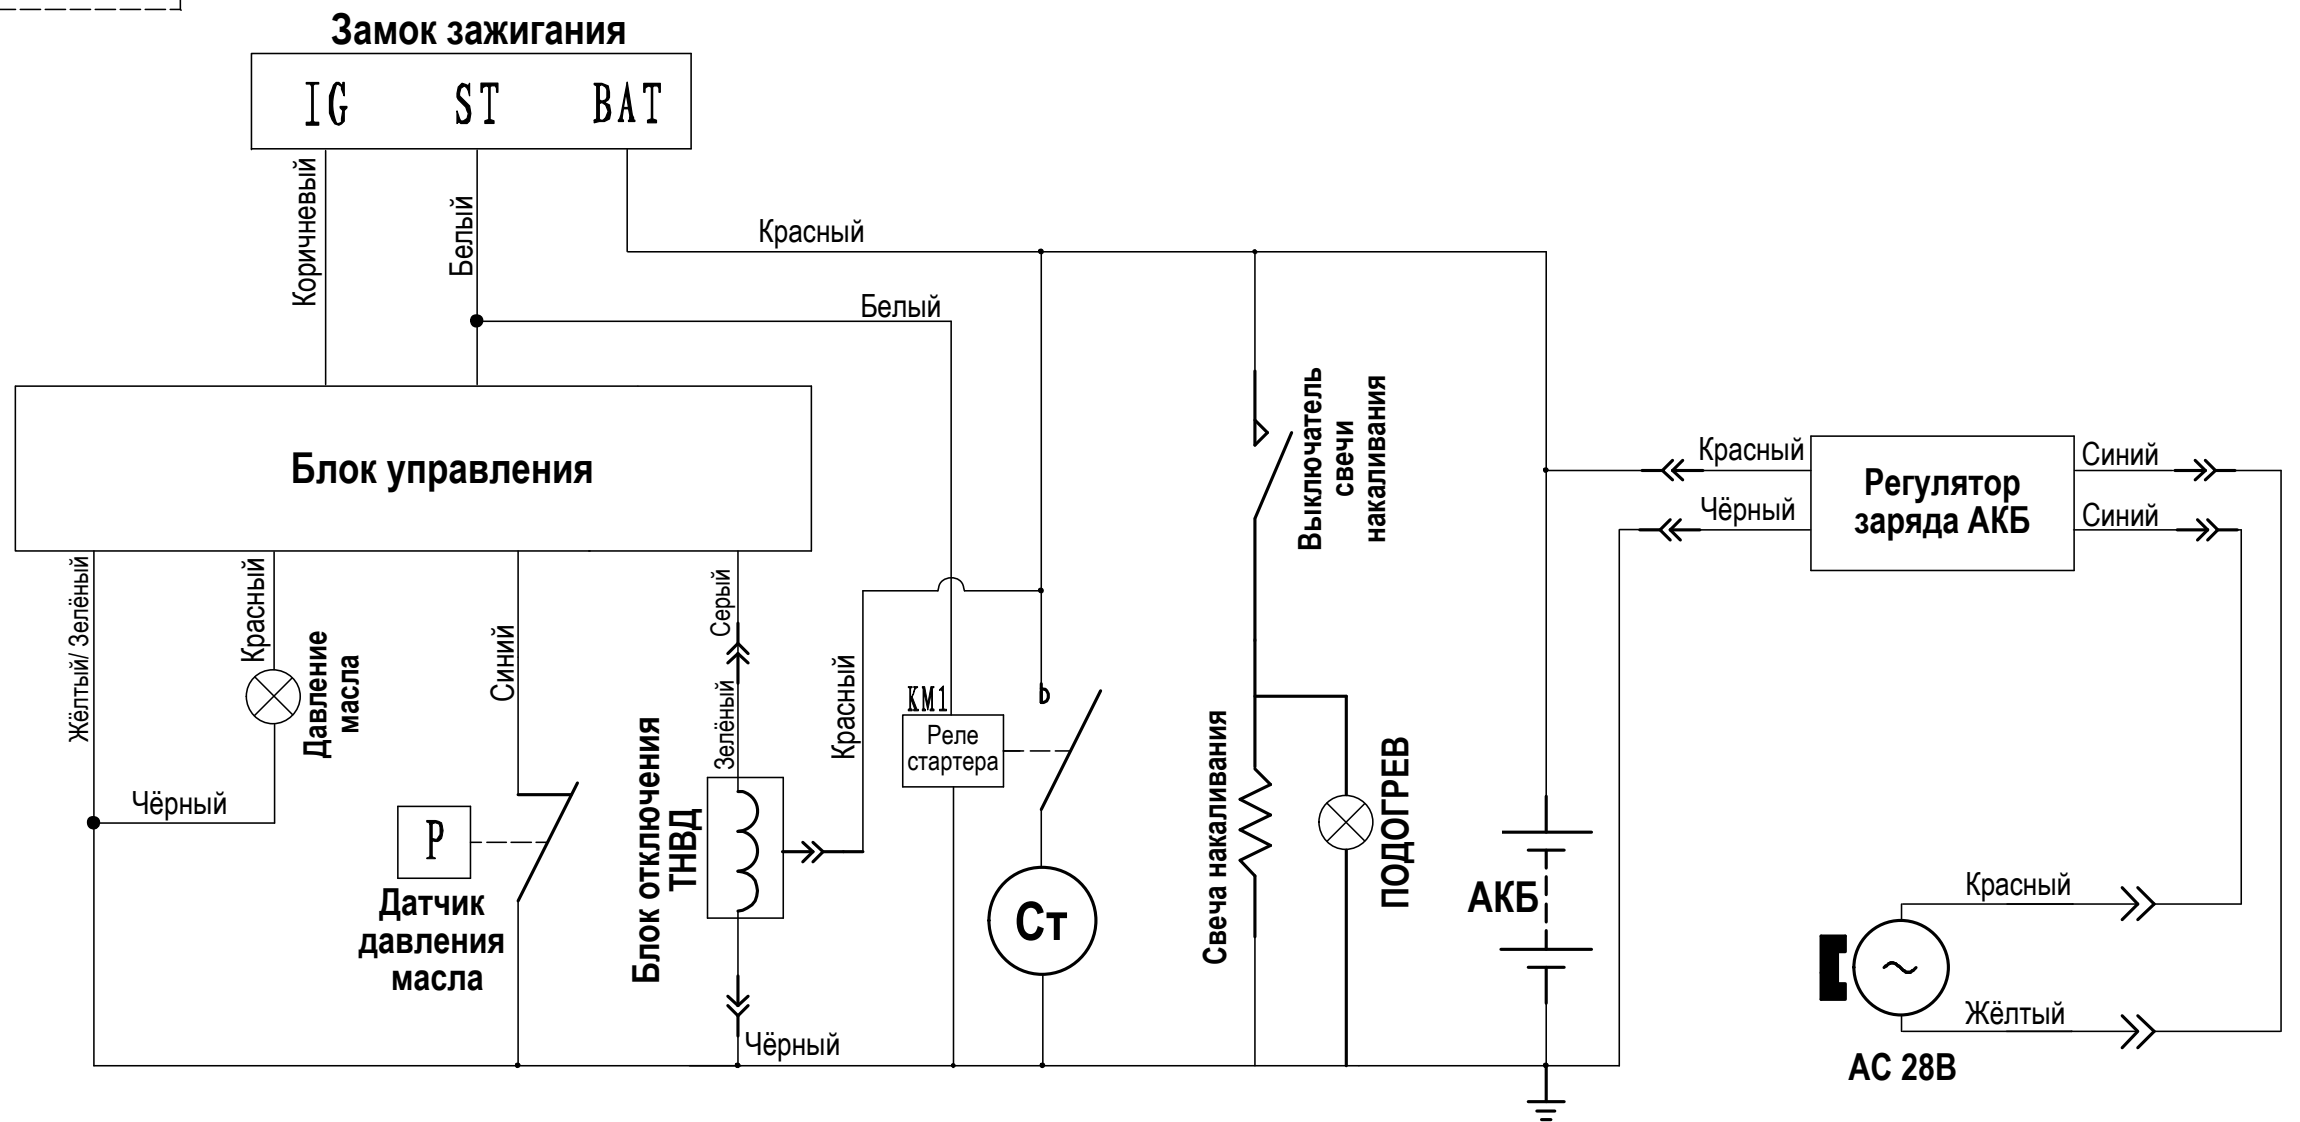 Замок зажигания
IG ST BAT
Коричневый
Белый
Красный
Белый
Блок управления
Выключатель
свечи
накаливания
Красный
Чёрный
Регулятор
заряда АКБ
Синий
Синий
Жёлтый/ Зелёный
Красный
Давление
масла
Синий
Серый
Зелёный
Красный
KM1
Реле
стартера
Чёрный
P
Датчик
давления
масла
Блок отключения
ТНВД
Ст
Свеча накаливания
ПОДОГРЕВ
АКБ
Красный
~
Жёлтый
Чёрный
АС 28В